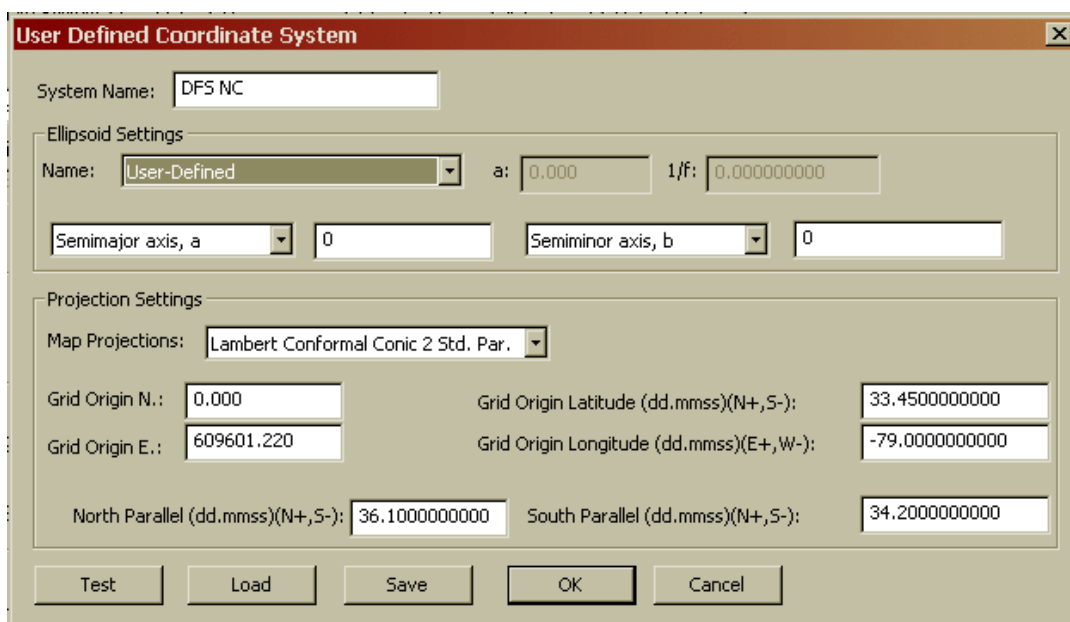 User Defined Coordinate System
System Name: DFS NC
Ellipsoid Settings
Name: User-Defined a: 0.000 1/f: 0.000000000
Semimajor axis, a 0 Semiminor axis, b 0
Projection Settings
Map Projections: Lambert Conformal Conic 2 Std. Par.
Grid Origin N.: 0.000 Grid Origin Latitude (dd.mmss)(N+,S-): 33.4500000000
Grid Origin E.: 609601.220 Grid Origin Longitude (dd.mmss)(E+,W-): -79.0000000000
North Parallel (dd.mmss)(N+,S-): 36.1000000000 South Parallel (dd.mmss)(N+,S-): 34.2000000000
Test Load Save OK Cancel